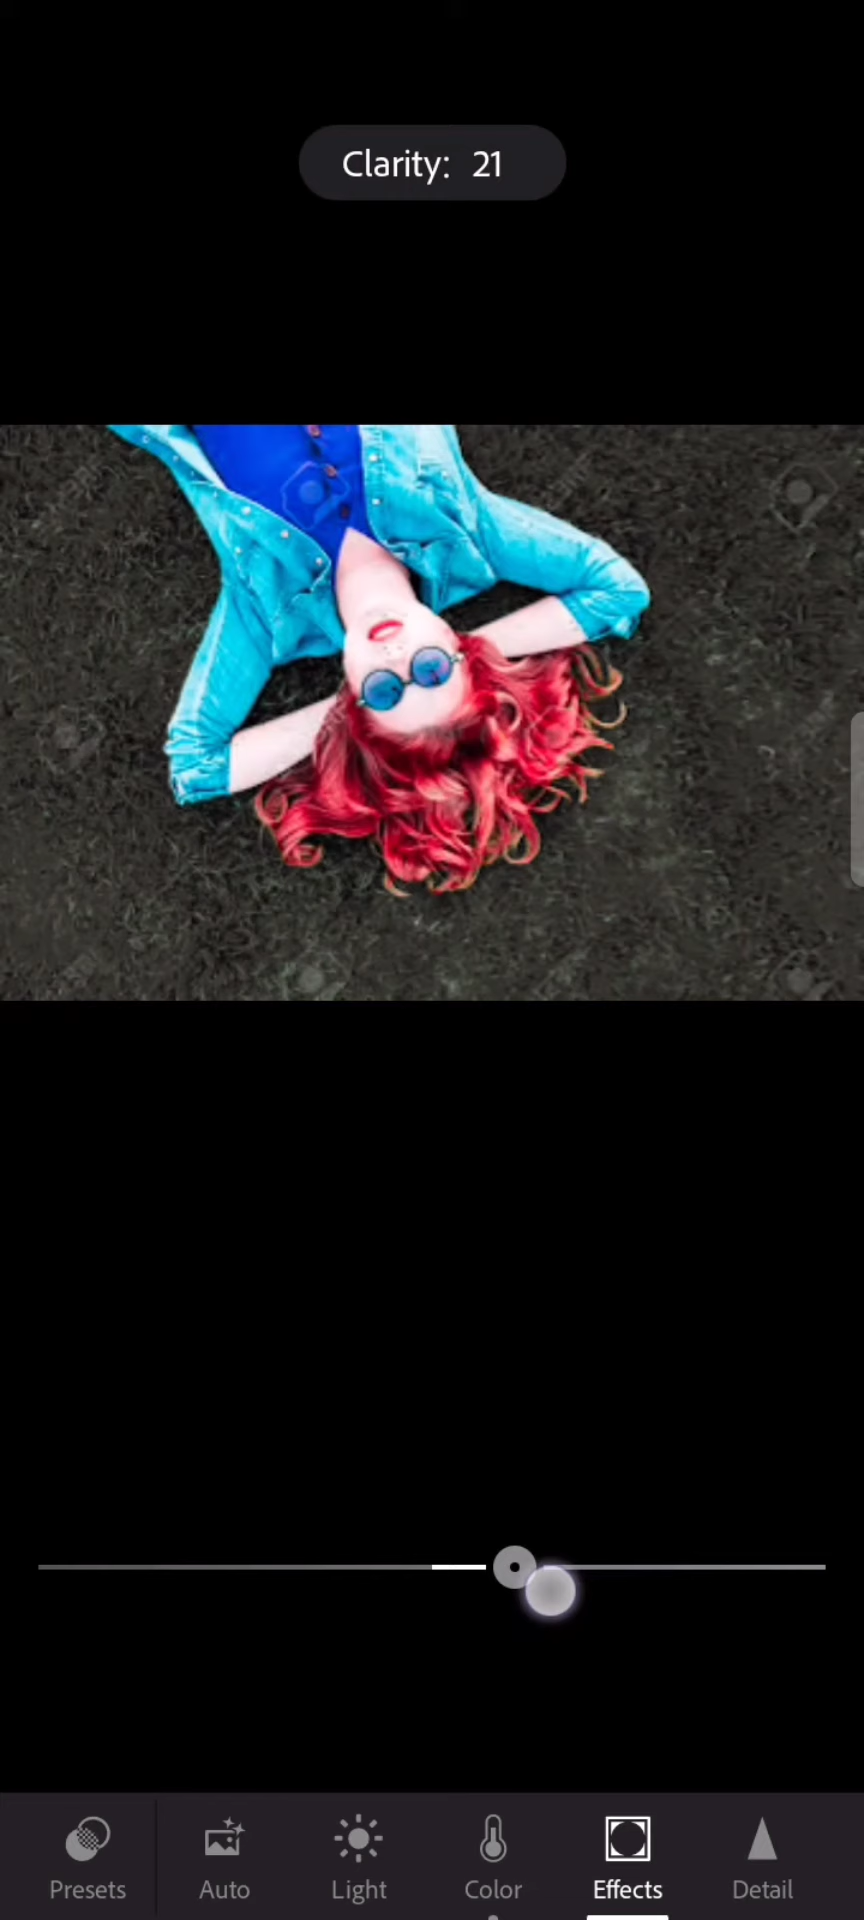 Clarity: 21
Presets
Auto
Light
Color
Effects
Detail